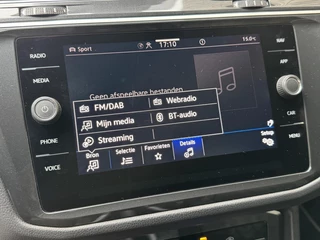 RADIO
MEDIA
PHONE
VOICE
Sport
17:10
15.0°C
NAV
APP
CAR
MENU
Geen afspeelbare bestanden
FM/DAB
Webradio
Mijn media
BT-audio
Streaming
Bron
Selectie
Favorieten
Details
Setup